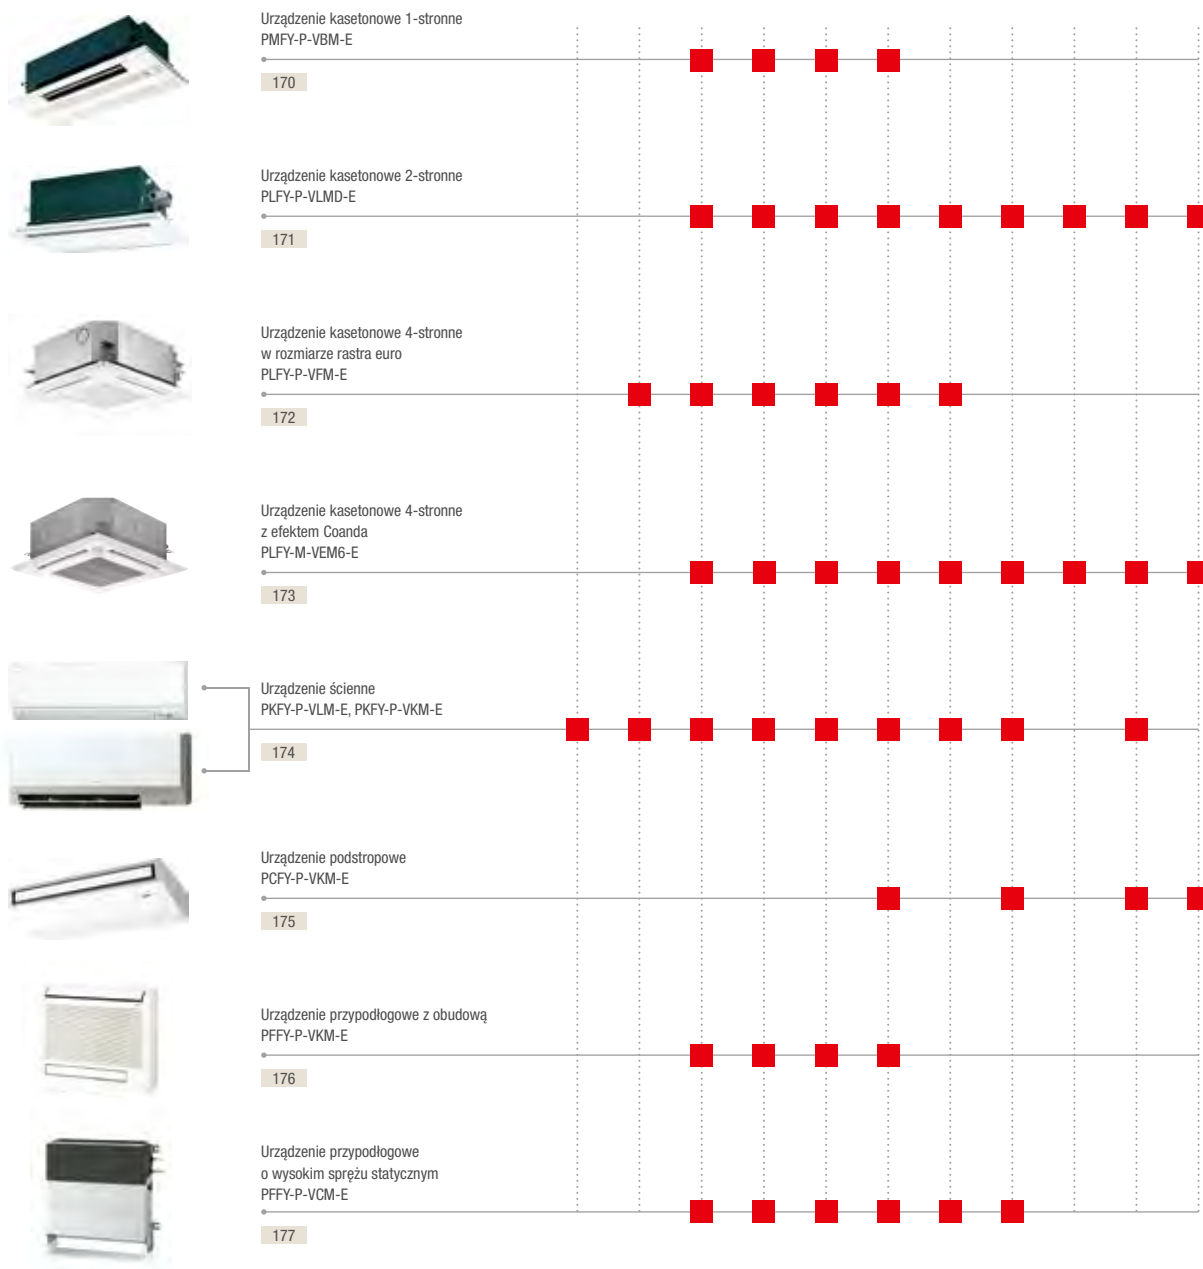 Urządzenie kasetonowe 1-stronne
PMFY-P-VBM-E
170
Urządzenie kasetonowe 2-stronne
PLFY-P-VLMD-E
171
Urządzenie kasetonowe 4-stronne
w rozmiarze rastra euro
PLFY-P-VFM-E
172
Urządzenie kasetonowe 4-stronne
z efektem Coanda
PLFY-M-VEM6-E
173
Urządzenie ścienne
PKFY-P-VLM-E, PKFY-P-VKM-E
174
Urządzenie podstropowe
PCFY-P-VKM-E
175
Urządzenie przypodłogowe z obudową
PFFY-P-VKM-E
176
Urządzenie przypodłogowe
o wysokim sprężu statycznym
PFFY-P-VCM-E
177